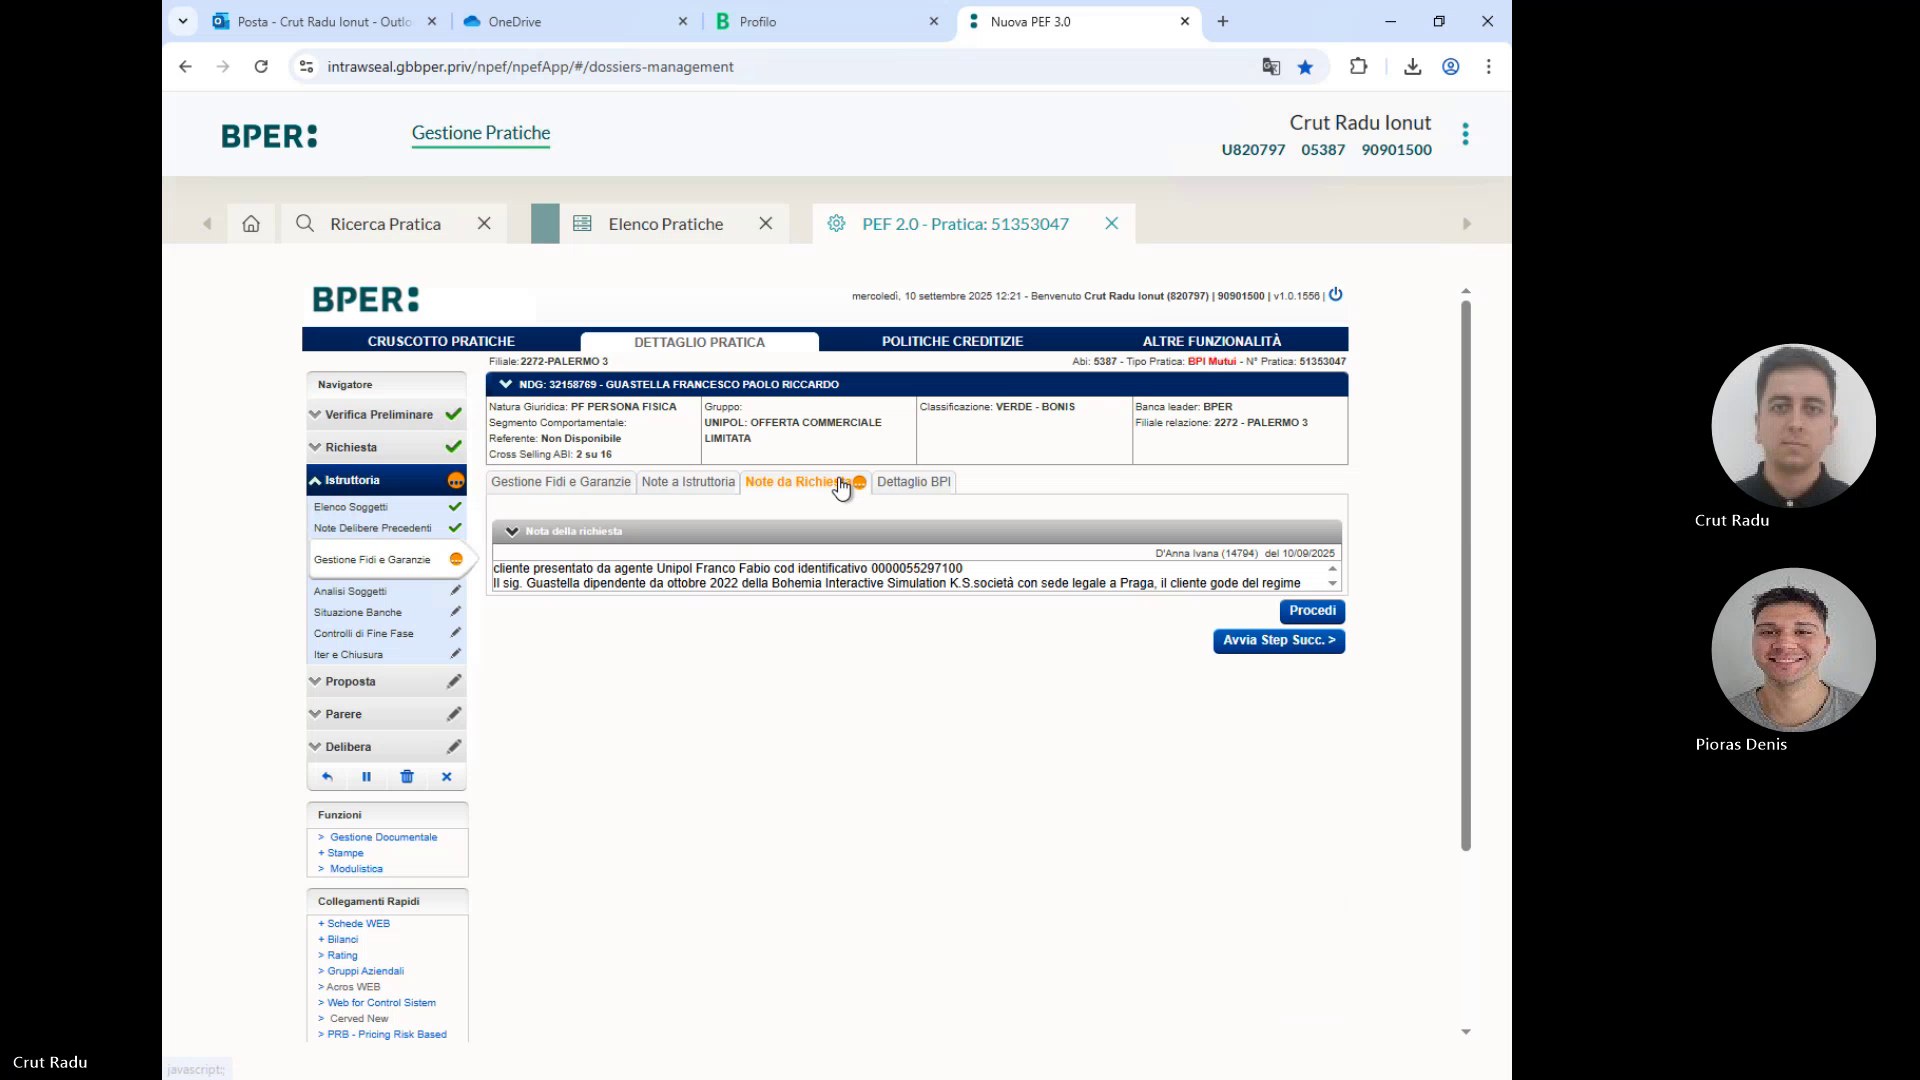 Posta - Crut Radu Ionut - Outlo
OneDrive
Profilo
Nuova PEF 3.0
intrawseal.gbbper.priv/npef/npefApp/#/dossiers-management
BPER:
Gestione Pratiche
Crut Radu Ionut
U820797 05387 90901500
Ricerca Pratica
Elenco Pratiche
PEF 2.0 - Pratica: 51353047
BPER:
mercoledì, 10 settembre 2025 12:21 - Benvenuto Crut Radu Ionut (820797) | 90901500 | v1.0.1556 |
CRUSCOTTO PRATICHE
DETTAGLIO PRATICA
POLITICHE CREDITIZIE
ALTRE FUNZIONALITÀ
Filiale: 2272-PALERMO 3
Abi: 5387 - Tipo Pratica: BPI Mutui - N° Pratica: 51353047
Navigatore
Verifica Preliminare
Richiesta
Istruttoria
Elenco Soggetti
Note Delibere Precedenti
Gestione Fidi e Garanzie
Analisi Soggetti
Situazione Banche
Controlli di Fine Fase
Iter e Chiusura
Proposta
Parere
Delibera
NDG: 32158769 - GUASTELLA FRANCESCO PAOLO RICCARDO
Natura Giuridica: PF PERSONA FISICA
Segmento Comportamentale:
Referente: Non Disponibile
Cross Selling ABI: 2 su 16
Gruppo:
UNIPOL: OFFERTA COMMERCIALE
LIMITATA
Classificazione: VERDE - BONIS
Banca leader: BPER
Filiale relazione: 2272 - PALERMO 3
Gestione Fidi e Garanzie
Note a Istruttoria
Note da Richiesta
Dettaglio BPI
Nota della richiesta
D'Anna Ivana (14794) del 10/09/2025
cliente presentato da agente Unipol Franco Fabio cod identificativo 0000055297100
Il sig. Guastella dipendente da ottobre 2022 della Bohemia Interactive Simulation K.S.società con sede legale a Praga, il cliente gode del regime
Procedi
Avvia Step Succ. >
Funzioni
> Gestione Documentale
+ Stampe
> Modulistica
Collegamenti Rapidi
+ Schede WEB
+ Bilanci
> Rating
> Gruppi Aziendali
> Acros WEB
> Web for Control Sistem
> Cerved New
> PRB - Pricing Risk Based
javascript:;
Crut Radu
Crut Radu
Pioras Denis